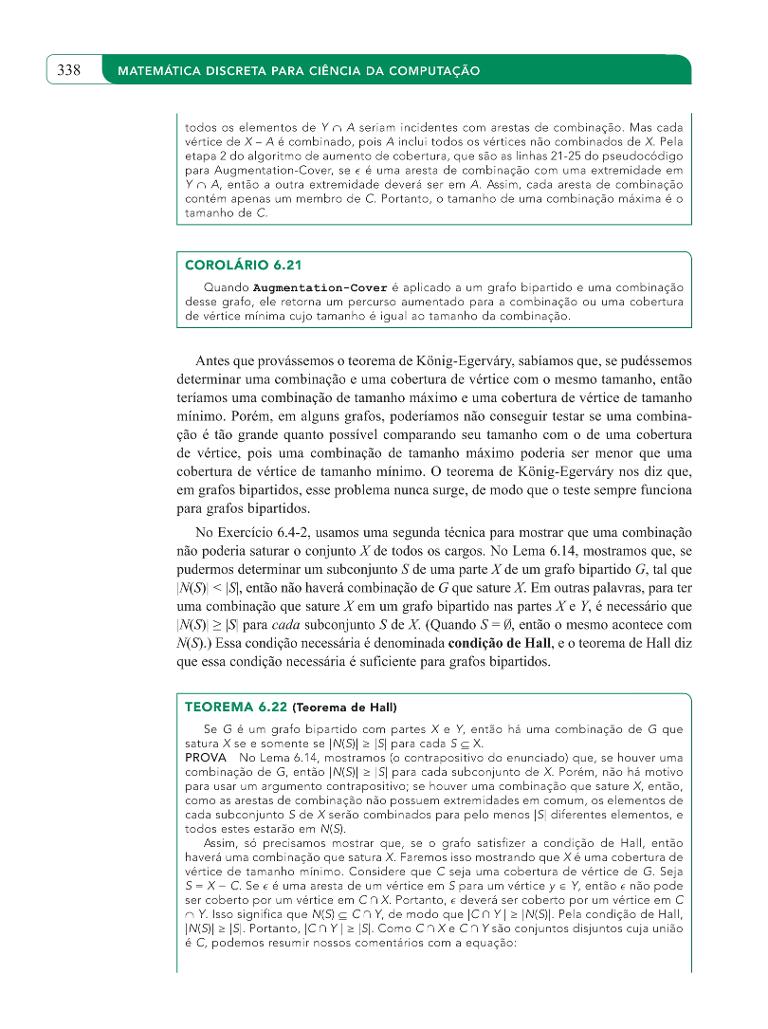 338
MATEMÁTICA DISCRETA PARA CIÊNCIA DA COMPUTAÇÃO
todos os elementos de Y ∩ A seriam incidentes com arestas de combinação. Mas cada
vértice de X – A é combinado, pois A inclui todos os vértices não combinados de X. Pela
etapa 2 do algoritmo de aumento de cobertura, que são as linhas 21-25 do pseudocódigo
para Augmentation-Cover, se ϵ é uma aresta de combinação com uma extremidade em
Y ∩ A, então a outra extremidade deverá ser em A. Assim, cada aresta de combinação
contém apenas um membro de C. Portanto, o tamanho de uma combinação máxima é o
tamanho de C.
COROLÁRIO 6.21
Quando Augmentation-Cover é aplicado a um grafo bipartido e uma combinação
desse grafo, ele retorna um percurso aumentado para a combinação ou uma cobertura
de vértice mínima cujo tamanho é igual ao tamanho da combinação.
Antes que provássemos o teorema de König-Egerváry, sabíamos que, se pudéssemos
determinar uma combinação e uma cobertura de vértice com o mesmo tamanho, então
teríamos uma combinação de tamanho máximo e uma cobertura de vértice de tamanho
mínimo. Porém, em alguns grafos, poderíamos não conseguir testar se uma combina-
ção é tão grande quanto possível comparando seu tamanho com o de uma cobertura
de vértice, pois uma combinação de tamanho máximo poderia ser menor que uma
cobertura de vértice de tamanho mínimo. O teorema de König-Egerváry nos diz que,
em grafos bipartidos, esse problema nunca surge, de modo que o teste sempre funciona
para grafos bipartidos.
No Exercício 6.4-2, usamos uma segunda técnica para mostrar que uma combinação
não poderia saturar o conjunto X de todos os cargos. No Lema 6.14, mostramos que, se
pudermos determinar um subconjunto S de uma parte X de um grafo bipartido G, tal que
|N(S)| < |S|, então não haverá combinação de G que sature X. Em outras palavras, para ter
uma combinação que sature X em um grafo bipartido nas partes X e Y, é necessário que
|N(S)| ≥ |S| para cada subconjunto S de X. (Quando S = Ø, então o mesmo acontece com
N(S).) Essa condição necessária é denominada condição de Hall, e o teorema de Hall diz
que essa condição necessária é suficiente para grafos bipartidos.
TEOREMA 6.22 (Teorema de Hall)
Se G é um grafo bipartido com partes X e Y, então há uma combinação de G que
satura X se e somente se |N(S)| ≥ |S| para cada S ⊆ X.
PROVA No Lema 6.14, mostramos (o contrapositivo do enunciado) que, se houver uma
combinação de G, então |N(S)| ≥ |S| para cada subconjunto de X. Porém, não há motivo
para usar um argumento contrapositivo; se houver uma combinação que sature X, então,
como as arestas de combinação não possuem extremidades em comum, os elementos de
cada subconjunto S de X serão combinados para pelo menos |S| diferentes elementos, e
todos estes estarão em N(S).
Assim, só precisamos mostrar que, se o grafo satisfizer a condição de Hall, então
haverá uma combinação que satura X. Faremos isso mostrando que X é uma cobertura de
vértice de tamanho mínimo. Considere que C seja uma cobertura de vértice de G. Seja
S = X – C. Se ϵ é uma aresta de um vértice em S para um vértice y ∈ Y, então ϵ não pode
ser coberto por um vértice em C ∩ X. Portanto, ϵ deverá ser coberto por um vértice em C
∩ Y. Isso significa que N(S) ⊆ C ∩ Y, de modo que |C ∩ Y | ≥ |N(S)|. Pela condição de Hall,
|N(S)| ≥ |S|. Portanto, |C ∩ Y | ≥ |S|. Como C ∩ X e C ∩ Y são conjuntos disjuntos cuja união
é C, podemos resumir nossos comentários com a equação: